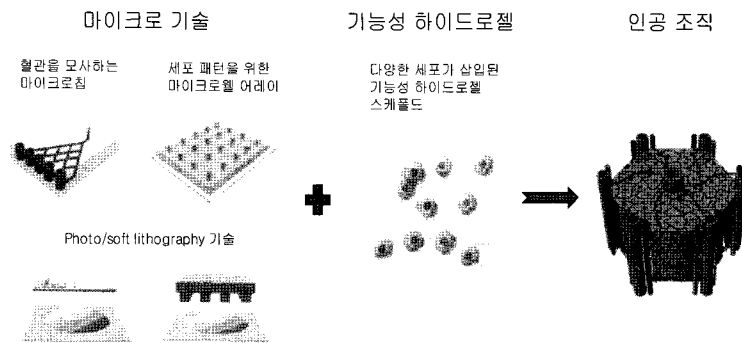 마이크로 기술
기능성 하이드로젤
인공 조직
혈관을 모사하는
마이크로칩
세포 패턴을 위한
마이크로웰 어레이
다양한 세포가 삽입된
기능성 하이드로젤
스케폴드
Photo/soft lithography 기술